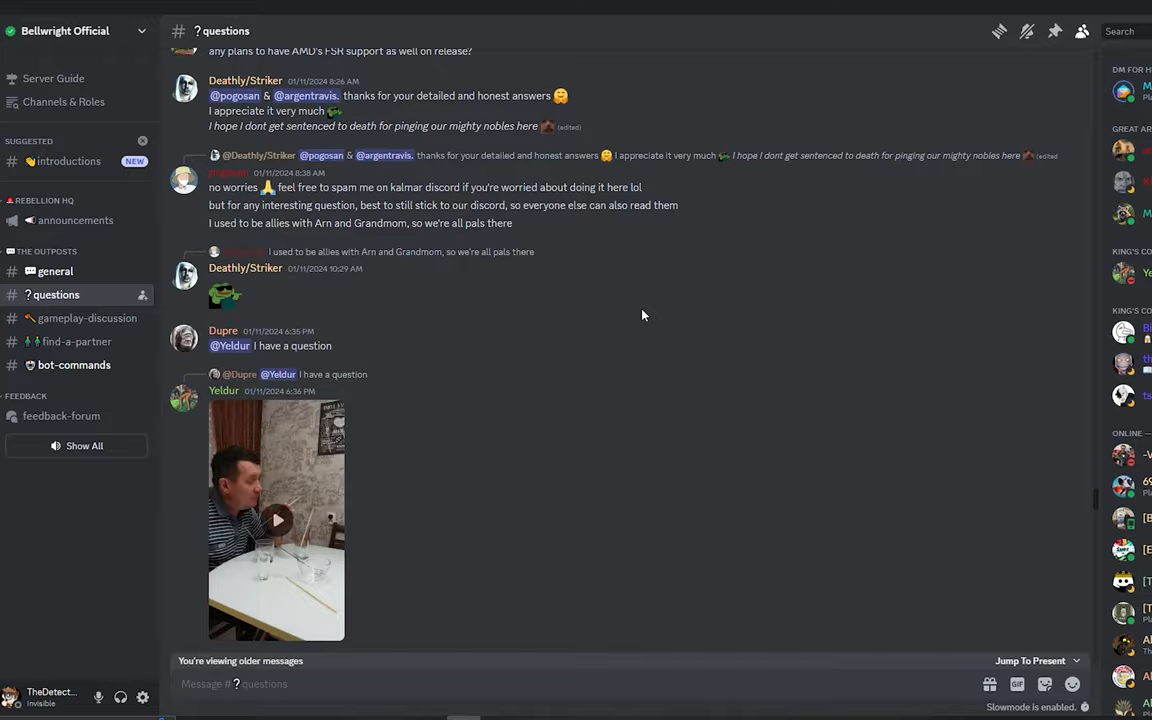 Bellwright Official
Server Guide
Channels & Roles
SUGGESTED
introductions NEW
REBELLION HQ
announcements
THE OUTPOSTS
general
? questions
gameplay-discussion
find-a-partner
bot-commands
FEEDBACK
feedback-forum
Show All
TheDetect...
Invisible
# ? questions
Search
any plans to have AMD's FSR support as well on release?
Deathly/Striker 01/11/2024 8:26 AM
@pogosan & @argentravis. thanks for your detailed and honest answers 🤗
I appreciate it very much
I hope I dont get sentenced to death for pinging our mighty nobles here (edited)
@Deathly/Striker @pogosan & @argentravis. thanks for your detailed and honest answers 🤗 I appreciate it very much I hope I dont get sentenced to death for pinging our mighty nobles here (edited
01/11/2024 8:38 AM
no worries 🙏 feel free to spam me on kalmar discord if you're worried about doing it here lol
but for any interesting question, best to still stick to our discord, so everyone else can also read them
I used to be allies with Arn and Grandmom, so we're all pals there
I used to be allies with Arn and Grandmom, so we're all pals there
Deathly/Striker 01/11/2024 10:29 AM
Dupre 01/11/2024 6:35 PM
@Yeldur I have a question
@Dupre @Yeldur I have a question
Yeldur 01/11/2024 6:36 PM
You're viewing older messages
Jump To Present
Message # ? questions
GIF
Slowmode is enabled.
DM FOR H
GREAT AR
KING'S CO
Ye
KING'S CO
Bi
th
ts
ONLINE —
-V
69
[B
[E
[T
[T
Al
Th
Al
Al